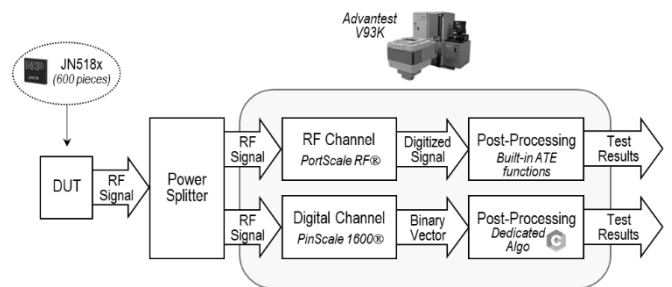 Advantest
V93K
JN518x
(600 pieces)
DUT
RF
Signal
Power
Splitter
RF
Signal
RF Channel
PortScale RF®
Digitized
Signal
Post-Processing
Built-in ATE
functions
Test
Results
RF
Signal
Digital Channel
PinScale 1600®
Binary
Vector
Post-Processing
Dedicated
Algo
C
Test
Results